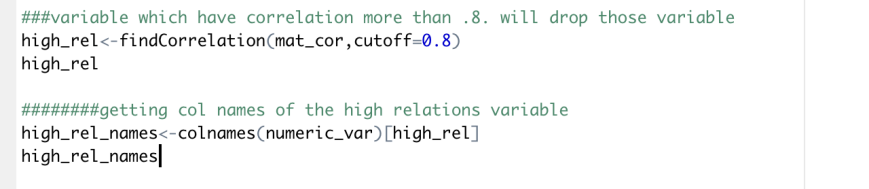 ###variable which have correlation more than .8. will drop those variable
high_rel<-findCorrelation(mat_cor,cutoff=0.8)
high_rel
########getting col names of the high relations variable
high_rel_names<-colnames(numeric_var)[high_rel]
high_rel_names